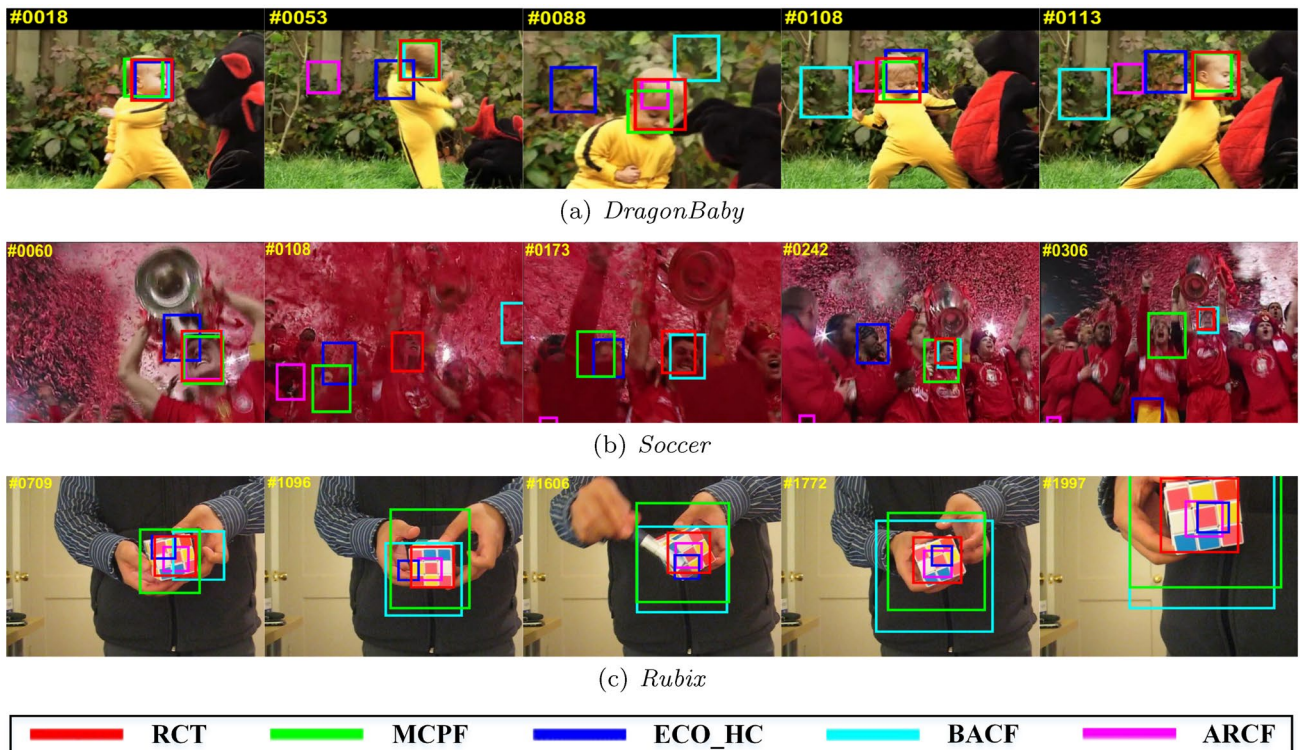 #0018 #0053 #0088 #0108 #0113
(a) DragonBaby
#0060 #0108 #0173 #0242 #0306
(b) Soccer
#0709 #1096 #1606 #1772 #1997
(c) Rubix
RCT MCPF ECO_HC BACF ARCF